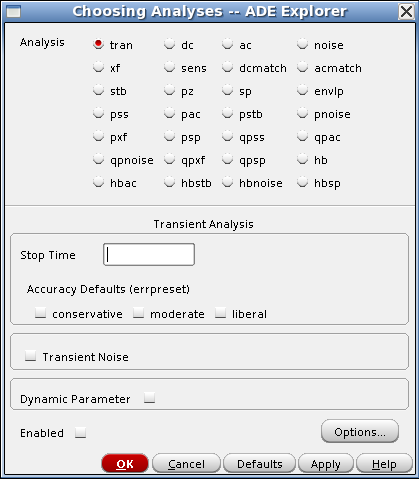 Choosing Analyses -- ADE Explorer
Analysis tran dc ac noise
xf sens dcmatch acmatch
stb pz sp envlp
pss pac pstb pnoise
pxf psp qpss qpac
qpnoise qpxf qpsp hb
hbac hbstb hbnoise hbsp
Transient Analysis
Stop Time
Accuracy Defaults (errpreset)
conservative moderate liberal
Transient Noise
Dynamic Parameter
Enabled Options...
OK Cancel Defaults Apply Help